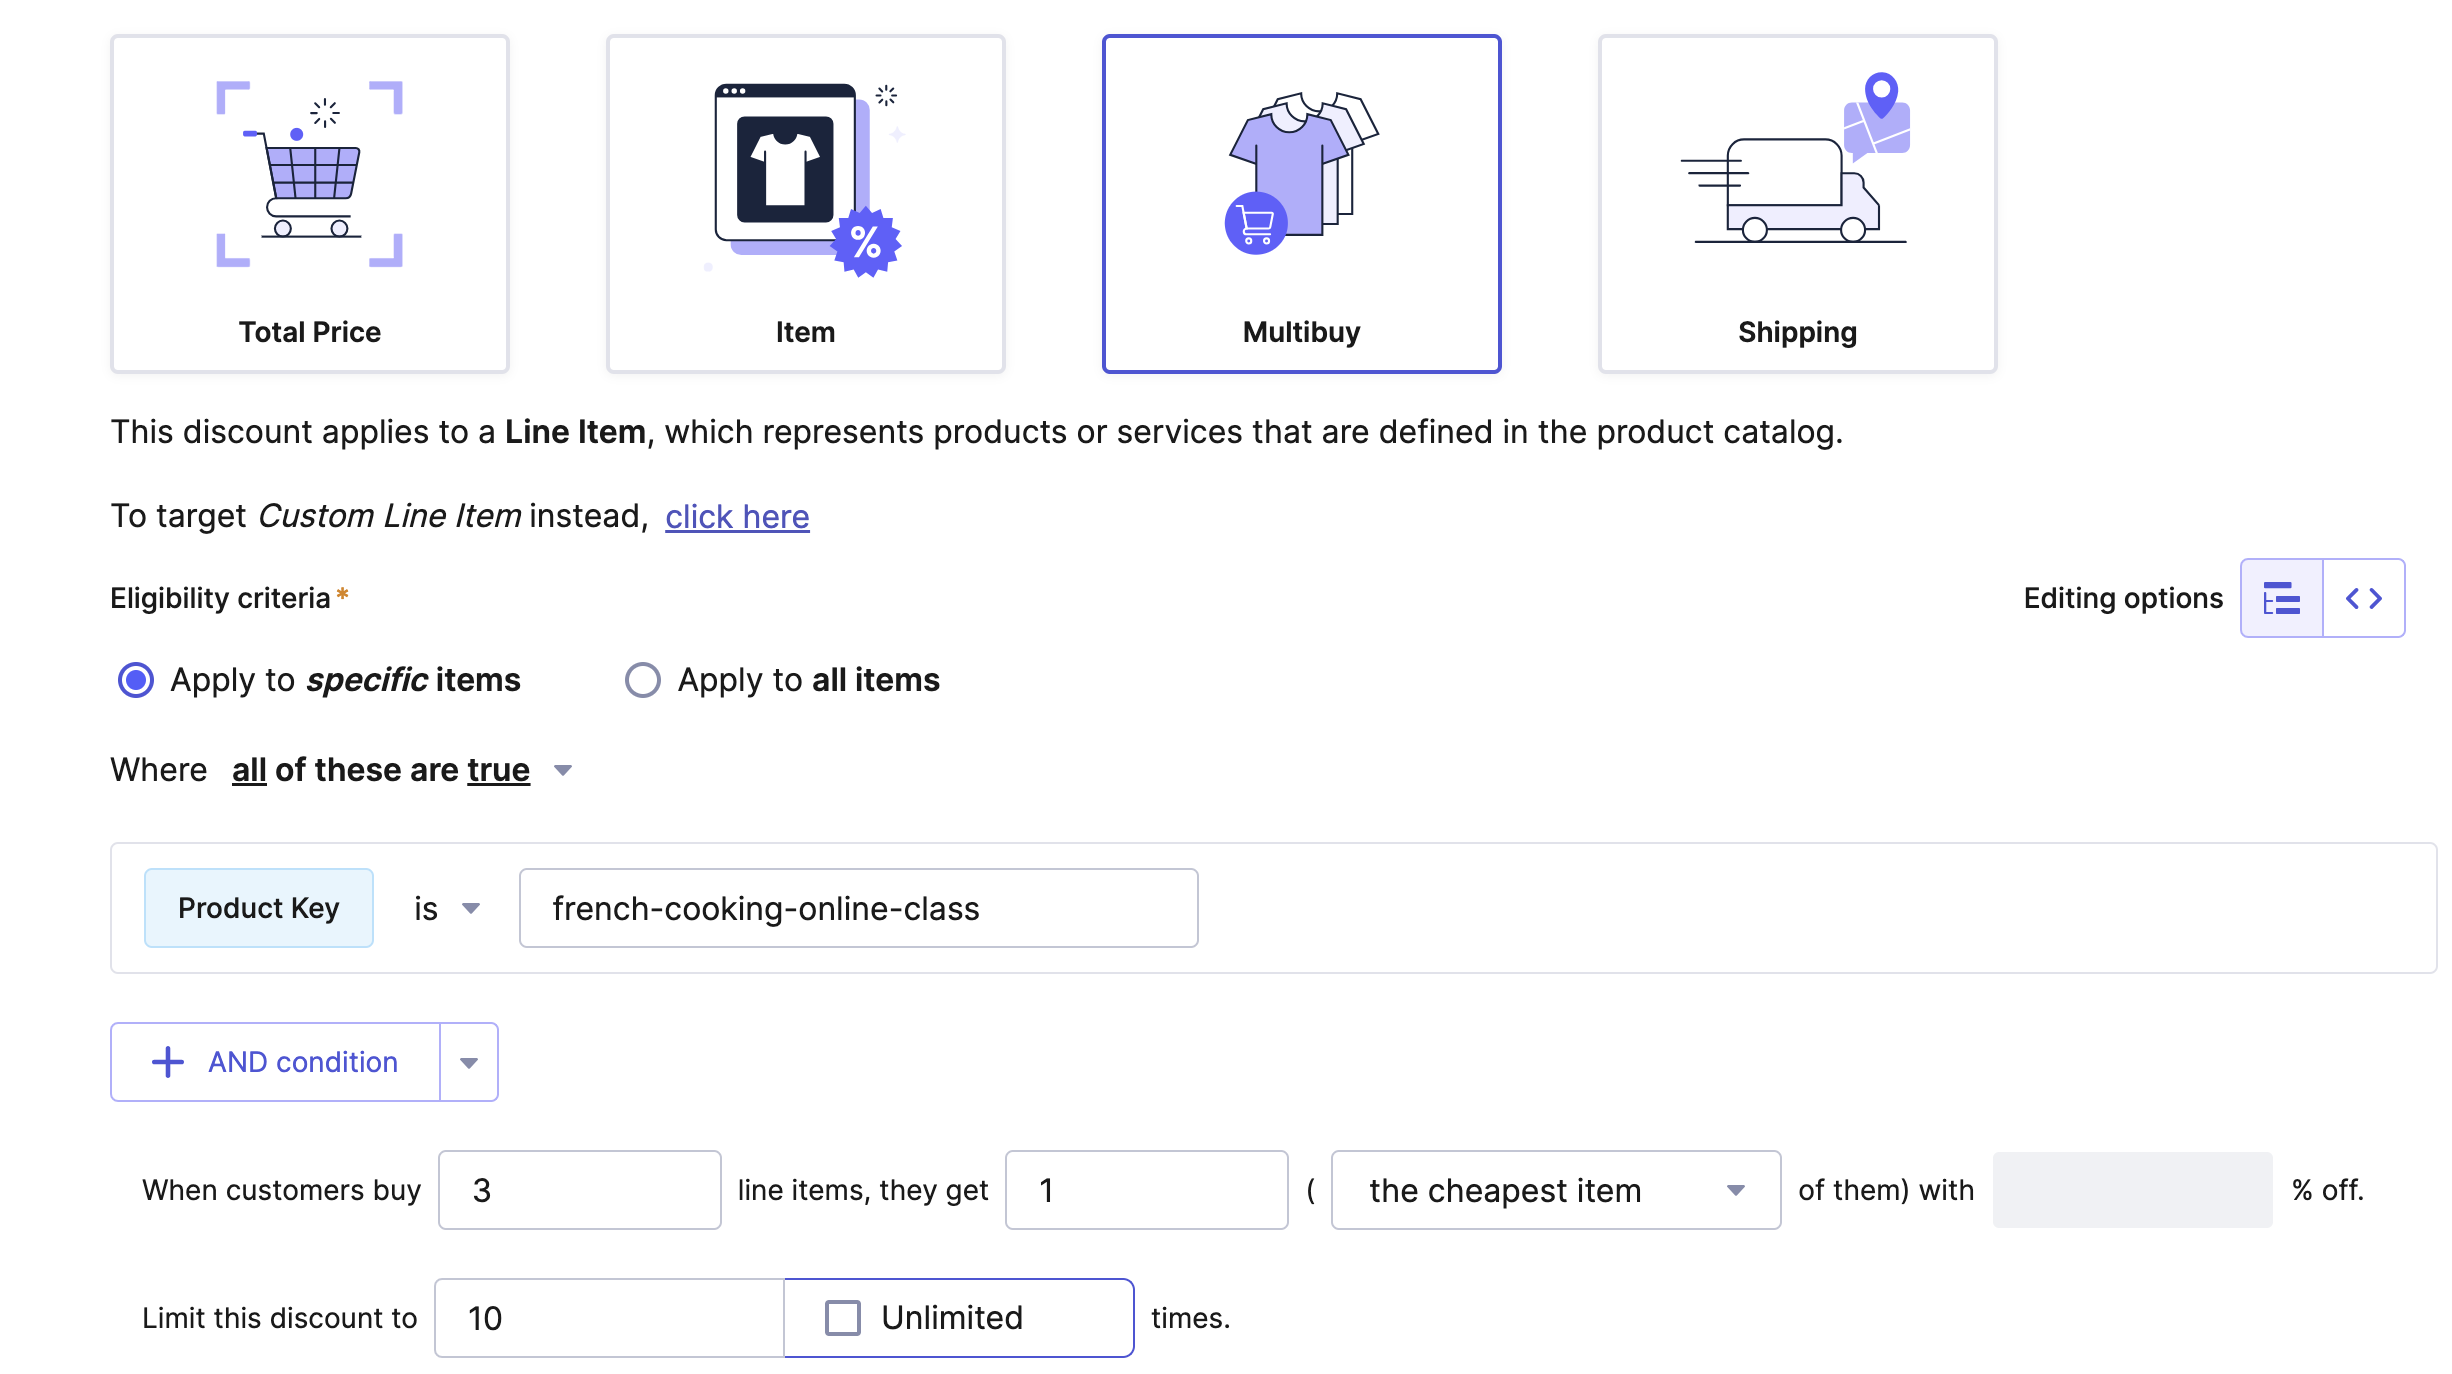 %
Total Price
Item
Multibuy
Shipping
This discount applies to a Line Item, which represents products or services that are defined in the product catalog.
To target Custom Line Item instead, click here
Eligibility criteria*
Editing options
Apply to specific items
Apply to all items
Where all of these are true
Product Key is french-cooking-online-class
AND condition
When customers buy 3 line items, they get 1 ( the cheapest item of them) with % off.
Limit this discount to 10 Unlimited times.